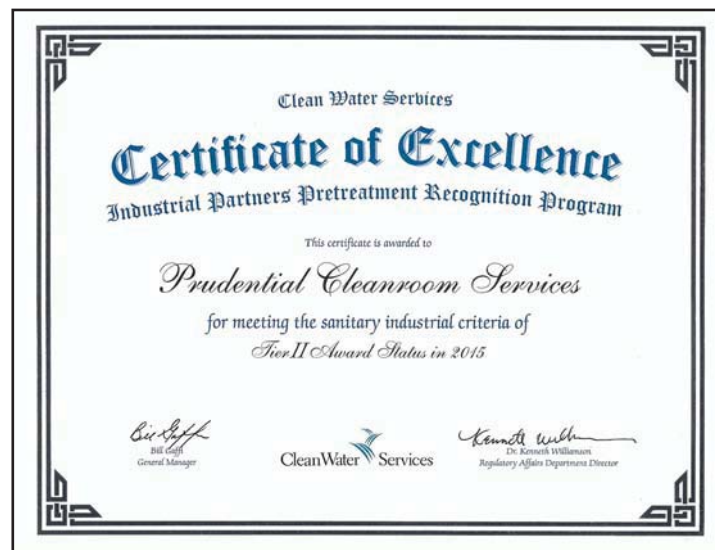 Clean Water Services
Certificate of Excellence
Industrial Partners Pretreatment Recognition Program
This certificate is awarded to
Prudential Cleanroom Services
for meeting the sanitary industrial criteria of
Tier II Award Status in 2015
Bill Gaffi
General Manager
CleanWater Services
Dr. Kenneth Williamson
Regulatory Affairs Department Director